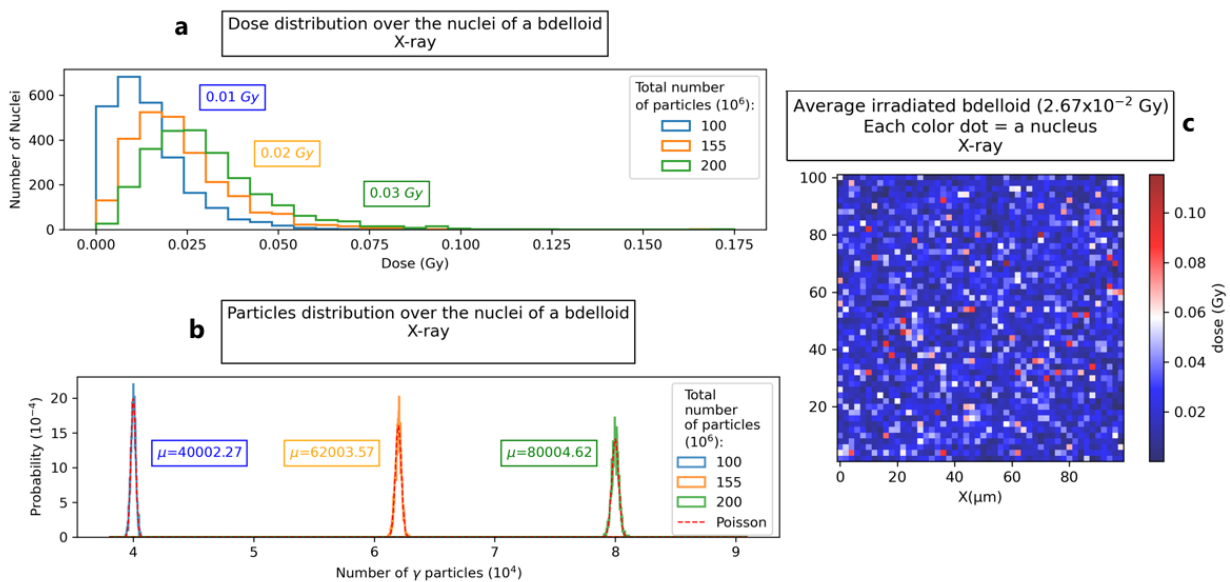 a
Dose distribution over the nuclei of a bdelloid
X-ray
Number of Nuclei
600
400
200
0
0.01 Gy
0.02 Gy
0.03 Gy
Total number
of particles (10⁶):
100
155
200
0.000
0.025
0.050
0.075
0.100
0.125
0.150
0.175
Dose (Gy)
b
Particles distribution over the nuclei of a bdelloid
X-ray
Probability (10⁻⁴)
20
15
10
5
0
μ=40002.27
μ=62003.57
μ=80004.62
Total
number
of particles
(10⁶):
100
155
200
Poisson
4
5
6
7
8
9
Number of γ particles (10⁴)
Average irradiated bdelloid (2.67x10⁻² Gy)
Each color dot = a nucleus
X-ray
c
100
80
60
40
20
0
20
40
60
80
X(μm)
0.10
0.08
0.06
0.04
0.02
dose (Gy)